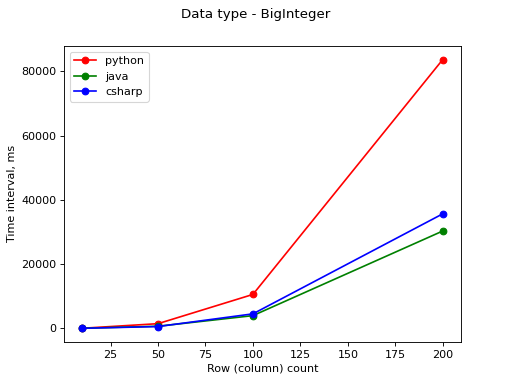 Data type - BigInteger
python
java
csharp
80000
60000
40000
20000
0
Time interval, ms
25
50
75
100
125
150
175
200
Row (column) count